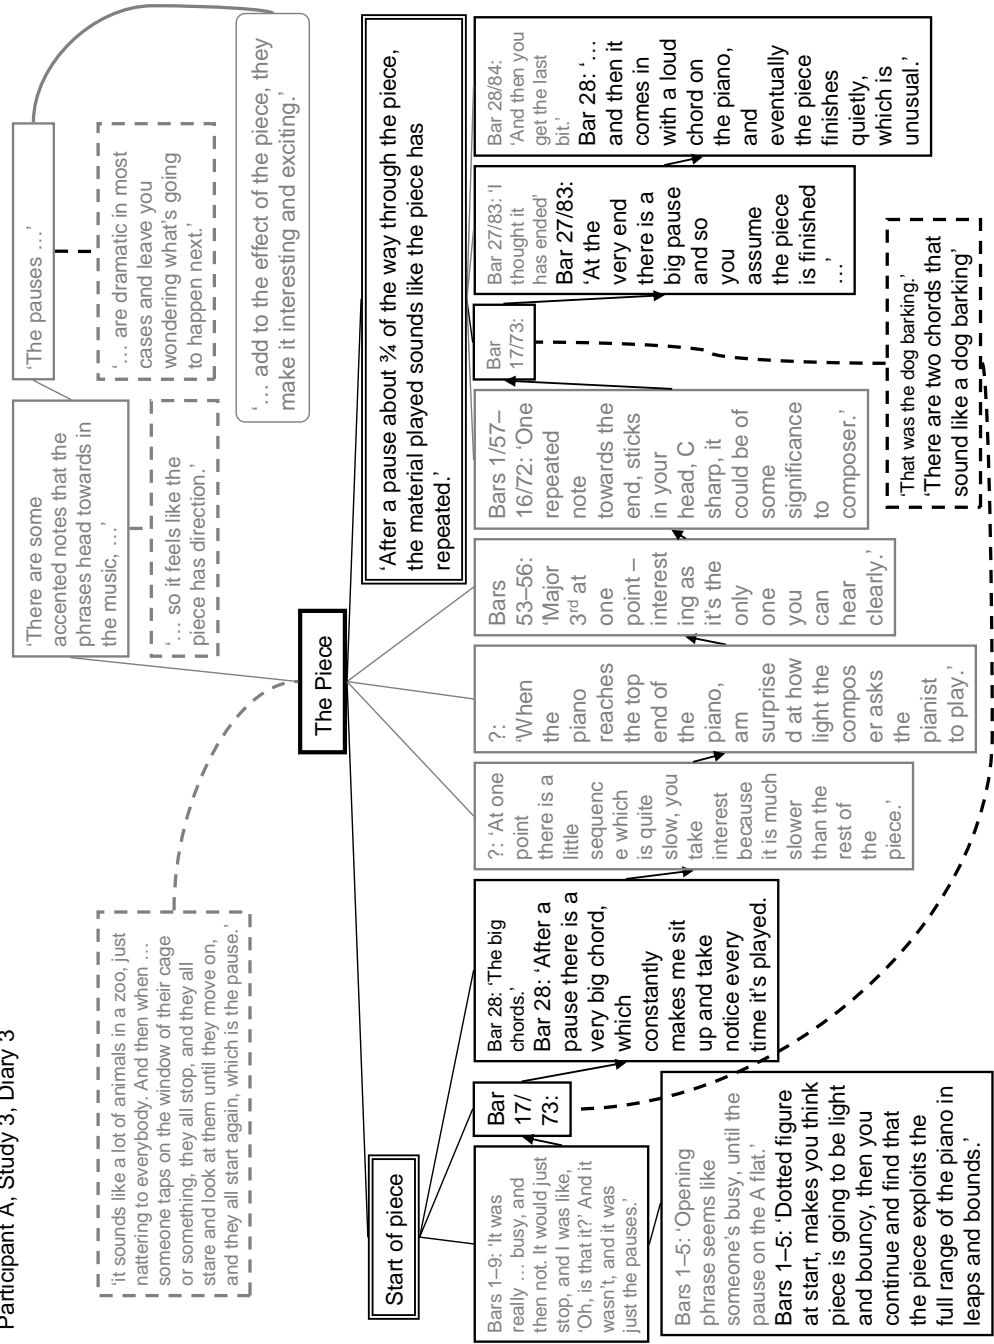 Participant A, Study 3, Diary 3
‘it sounds like a lot of animals in a zoo, just
nattering to everybody. And then when …
someone taps on the window of their cage
or something, they all stop, and they all
stare and look at them until they move on,
and they all start again, which is the pause.’
‘There are some
accented notes that the
phrases head towards in
the music, …’
‘… so it feels like the
piece has direction.’
‘The pauses …’
‘… are dramatic in most
cases and leave you
wondering what’s going
to happen next.’
‘… add to the effect of the piece, they
make it interesting and exciting.’
The Piece
Start of piece
‘After a pause about ¾ of the way through the piece,
the material played sounds like the piece has
repeated.’
Bars 1–9: ‘It was
really … busy, and
then not. It would just
stop, and I was like,
‘Oh, is that it?’ And it
wasn’t, and it was
just the pauses.’
Bars 1–5: ‘Opening
phrase seems like
someone’s busy, until the
pause on the A flat.’
Bars 1–5: ‘Dotted figure
at start, makes you think
piece is going to be light
and bouncy, then you
continue and find that
the piece exploits the
full range of the piano in
leaps and bounds.’
Bar
17/
73:
Bar 28: ‘The big
chords.’
Bar 28: ‘After a
pause there is a
very big chord,
which
constantly
makes me sit
up and take
notice every
time it’s played.
?: ‘At one
point
there is a
little
sequenc
e which
is quite
slow, you
take
interest
because
it is much
slower
than the
rest of
the
piece.’
?:
‘When
the
piano
reaches
the top
end of
the
piano,
am
surprise
d at how
light the
compos
er asks
the
pianist
to play.’
Bars
53–56:
‘Major
3rd at
one
point –
interest
ing as
it’s the
only
one
you
can
hear
clearly.’
Bars 1/57–
16/72: ‘One
repeated
note
towards the
end, sticks
in your
head, C
sharp, it
could be of
some
significance
to
composer.’
Bar
17/73:
Bar 27/83: ‘I
thought it
has ended’
Bar 27/83:
‘At the
very end
there is a
big pause
and so
you
assume
the piece
is finished
…’
Bar 28/84:
‘And then you
get the last
bit.’
Bar 28: ‘…
and then it
comes in
with a loud
chord on
the piano,
and
eventually
the piece
finishes
quietly,
which is
unusual.’
‘That was the dog barking.’
‘There are two chords that
sound like a dog barking’